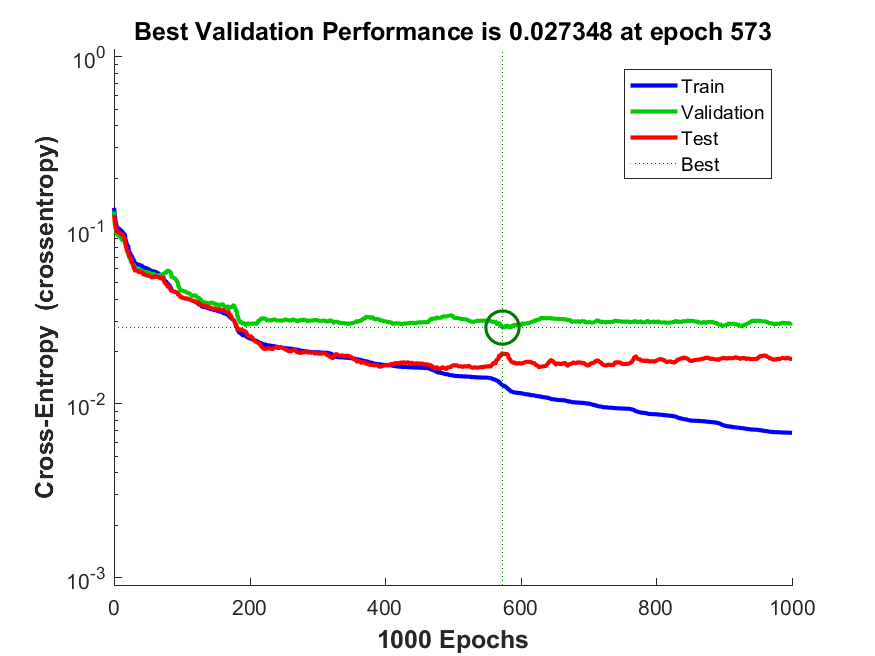 Best Validation Performance is 0.027348 at epoch 573
10^0
10^-1
10^-2
10^-3
Cross-Entropy (crossentropy)
Train
Validation
Test
Best
0 200 400 600 800 1000
1000 Epochs